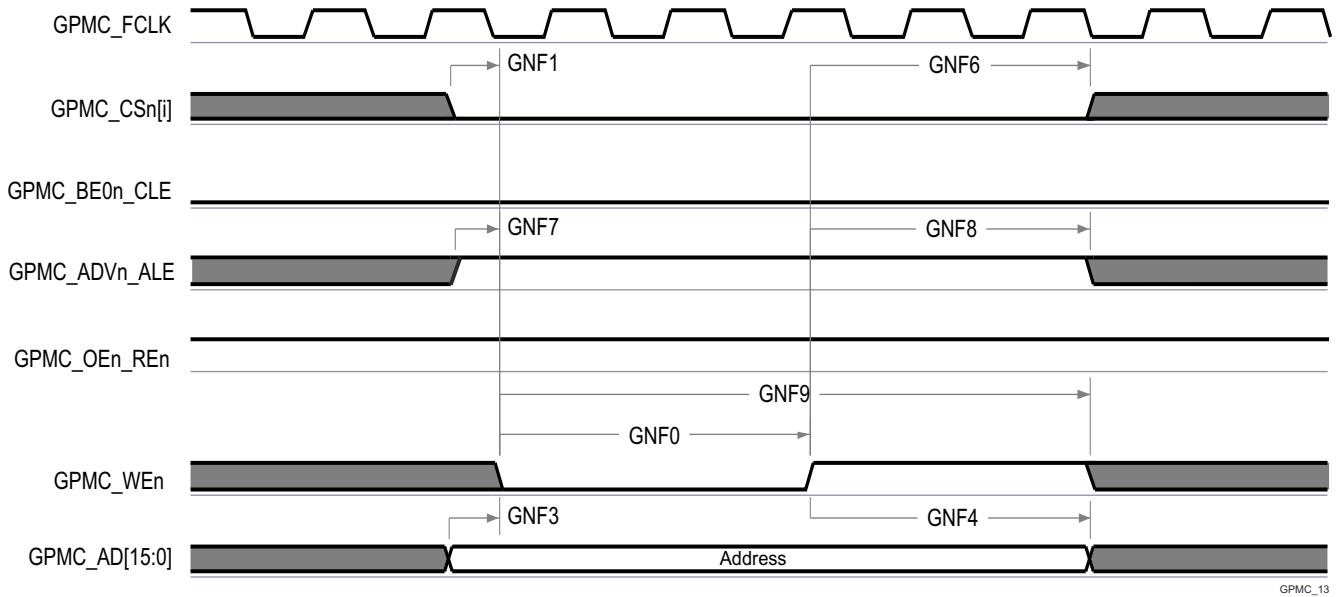 GPMC_FCLK
GNF1
GNF6
GPMC_CSn[i]
GPMC_BE0n_CLE
GNF7
GNF8
GPMC_ADVn_ALE
GPMC_OEn_REn
GNF9
GNF0
GPMC_WEn
GNF3
GNF4
GPMC_AD[15:0]
Address
GPMC_13